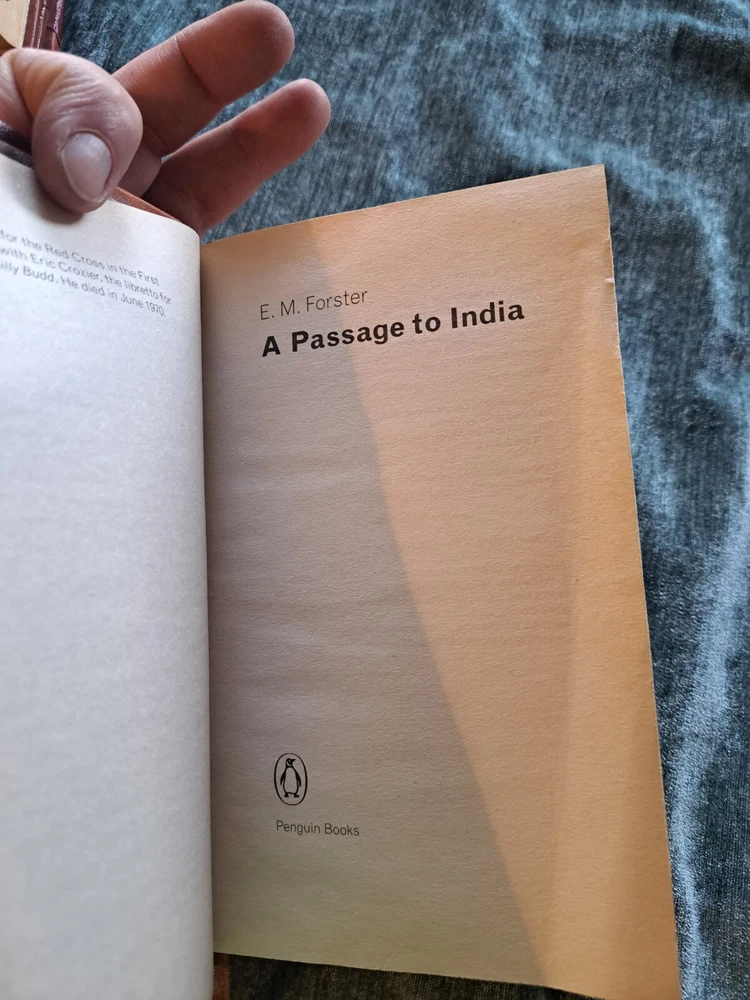 for the Red Cross in the First
with Eric Crozier, the libretto for
illy Budd. He died in June 1970.
E. M. Forster
A Passage to India
Penguin Books